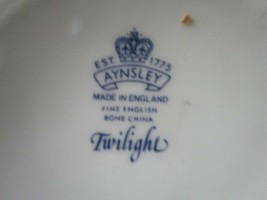 EST 1775
AYNSLEY
MADE IN ENGLAND
FINE ENGLISH
BONE CHINA
Twilight